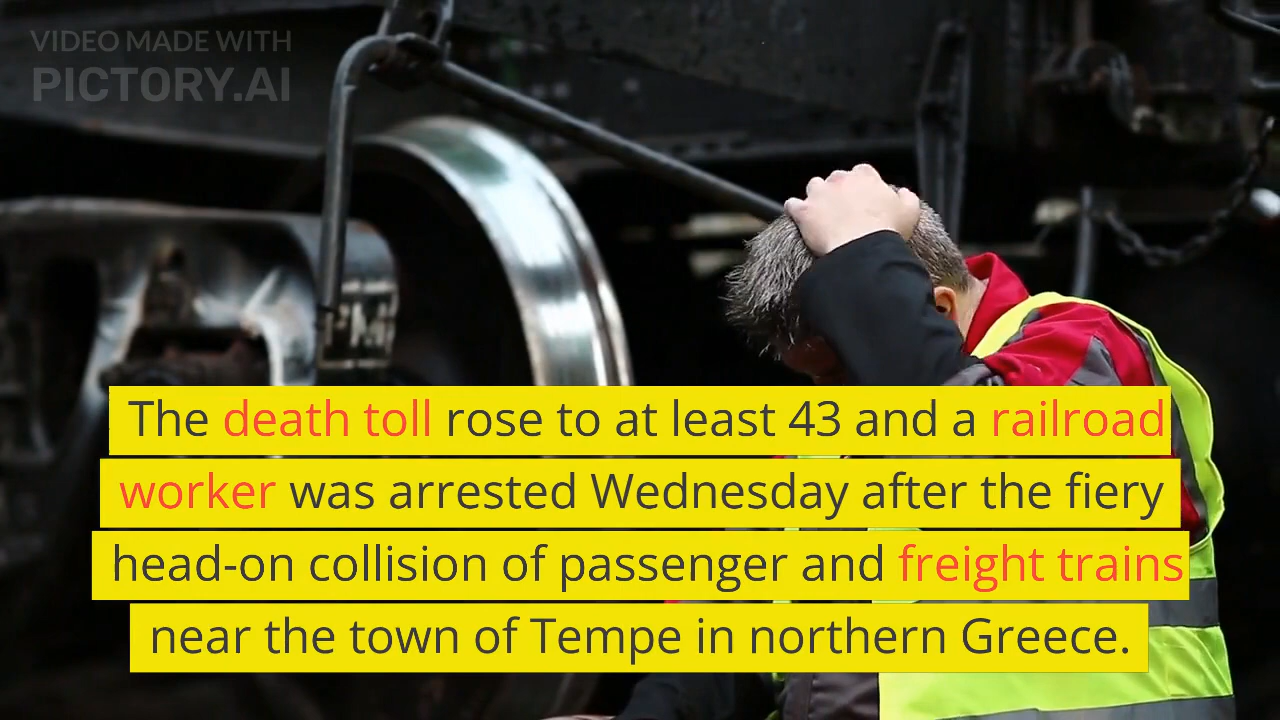 VIDEO MADE WITH
PICTORY.AI
The death toll rose to at least 43 and a railroad
worker was arrested Wednesday after the fiery
head-on collision of passenger and freight trains
near the town of Tempe in northern Greece.